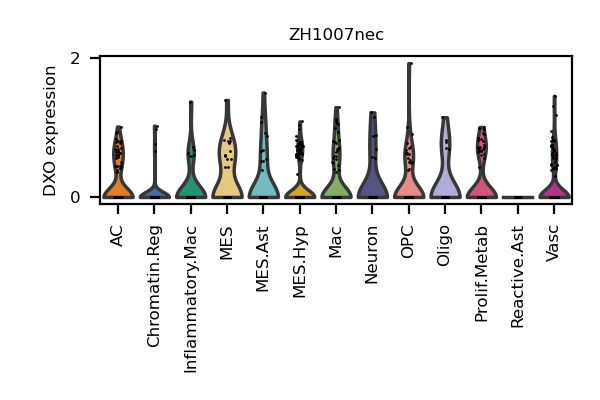 ZH1007nec
DXO expression
2
0
AC
Chromatin.Reg
Inflammatory.Mac
MES
MES.Ast
MES.Hyp
Mac
Neuron
OPC
Oligo
Prolif.Metab
Reactive.Ast
Vasc